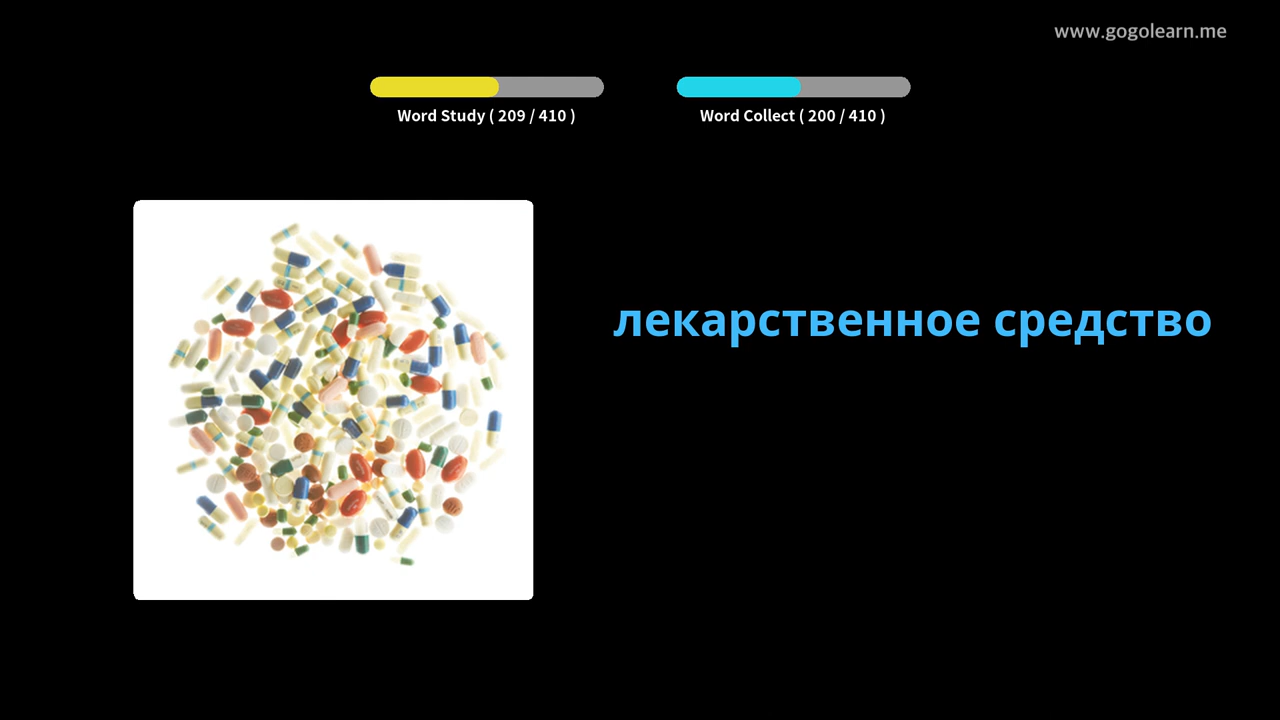 www.gogolearn.me
Word Study ( 209 / 410 )
Word Collect ( 200 / 410 )
лекарственное средство